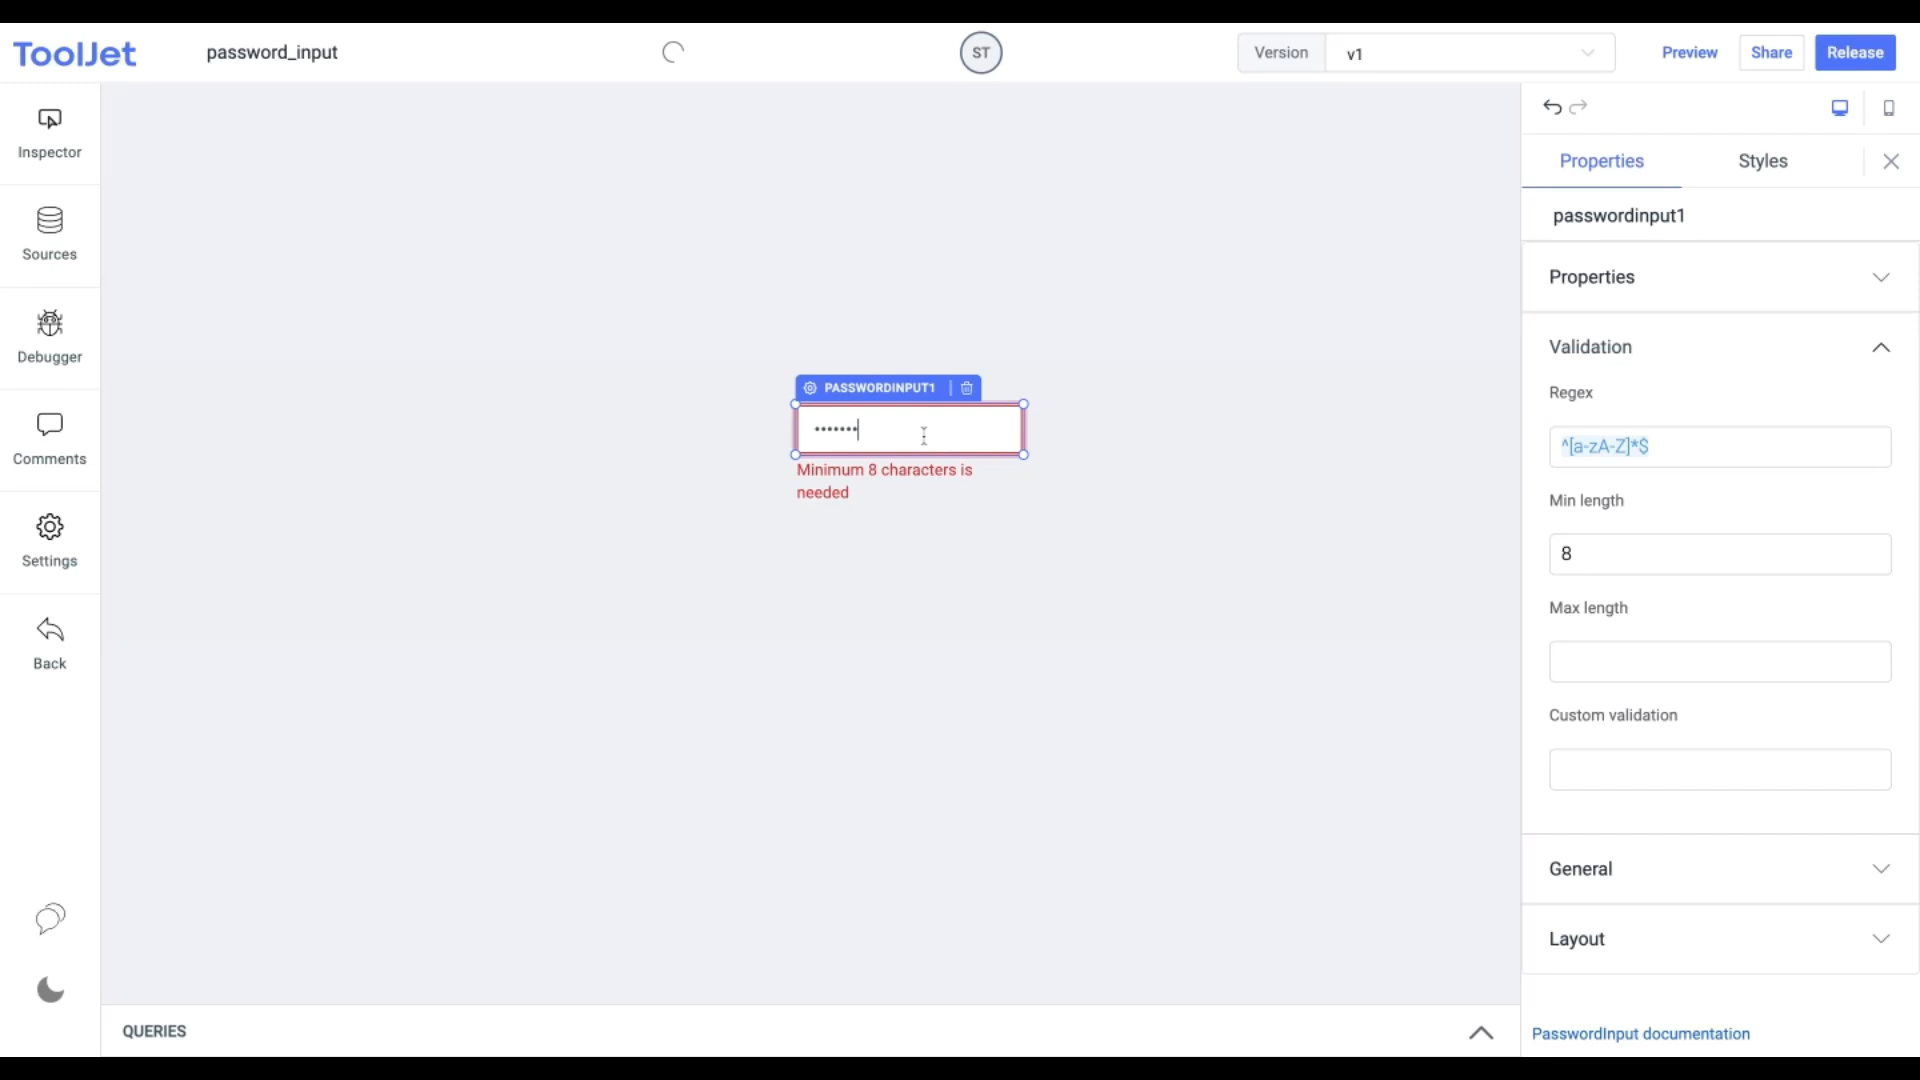 ToolJet
password_input
ST
Version
v1
Preview
Share
Release
Inspector
Sources
Debugger
Comments
Settings
Back
PASSWORDINPUT1
•••••••
Minimum 8 characters is
needed
QUERIES
Properties
Styles
passwordinput1
Properties
Validation
Regex
^[a-zA-Z]*$
Min length
8
Max length
Custom validation
General
Layout
PasswordInput documentation